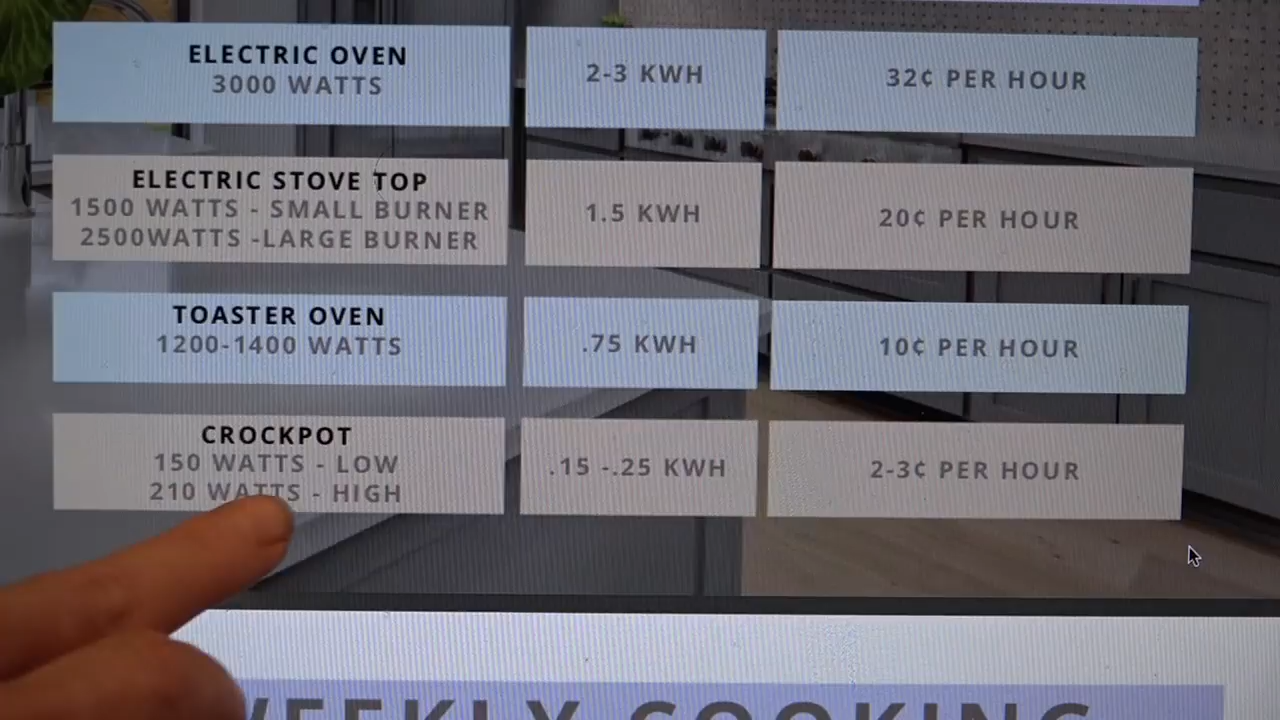 ELECTRIC OVEN
3000 WATTS
2-3 KWH
32¢ PER HOUR
ELECTRIC STOVE TOP
1500 WATTS - SMALL BURNER
2500WATTS -LARGE BURNER
1.5 KWH
20¢ PER HOUR
TOASTER OVEN
1200-1400 WATTS
.75 KWH
10¢ PER HOUR
CROCKPOT
150 WATTS - LOW
210 WATTS - HIGH
.15 -.25 KWH
2-3¢ PER HOUR
WEEKLY COOKING